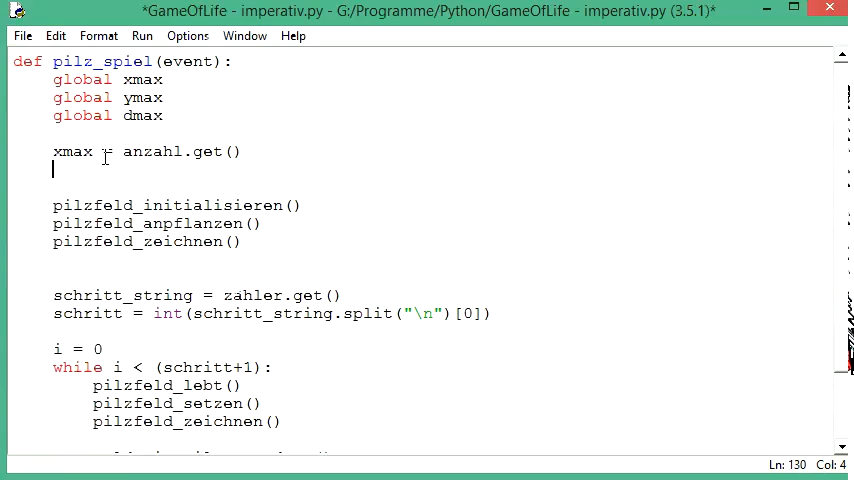 *GameOfLife - imperativ.py - G:/Programme/Python/GameOfLife - imperativ.py (3.5.1)*
File Edit Format Run Options Window Help
def pilz_spiel(event):
    global xmax
    global ymax
    global dmax
    xmax = anzahl.get()
    pilzfeld_initialisieren()
    pilzfeld_anpflanzen()
    pilzfeld_zeichnen()
    schritt_string = zahler.get()
    schritt = int(schritt_string.split("\n")[0])
    i = 0
    while i < (schritt+1):
        pilzfeld_lebt()
        pilzfeld_setzen()
        pilzfeld_zeichnen()
Ln: 130 Col: 4